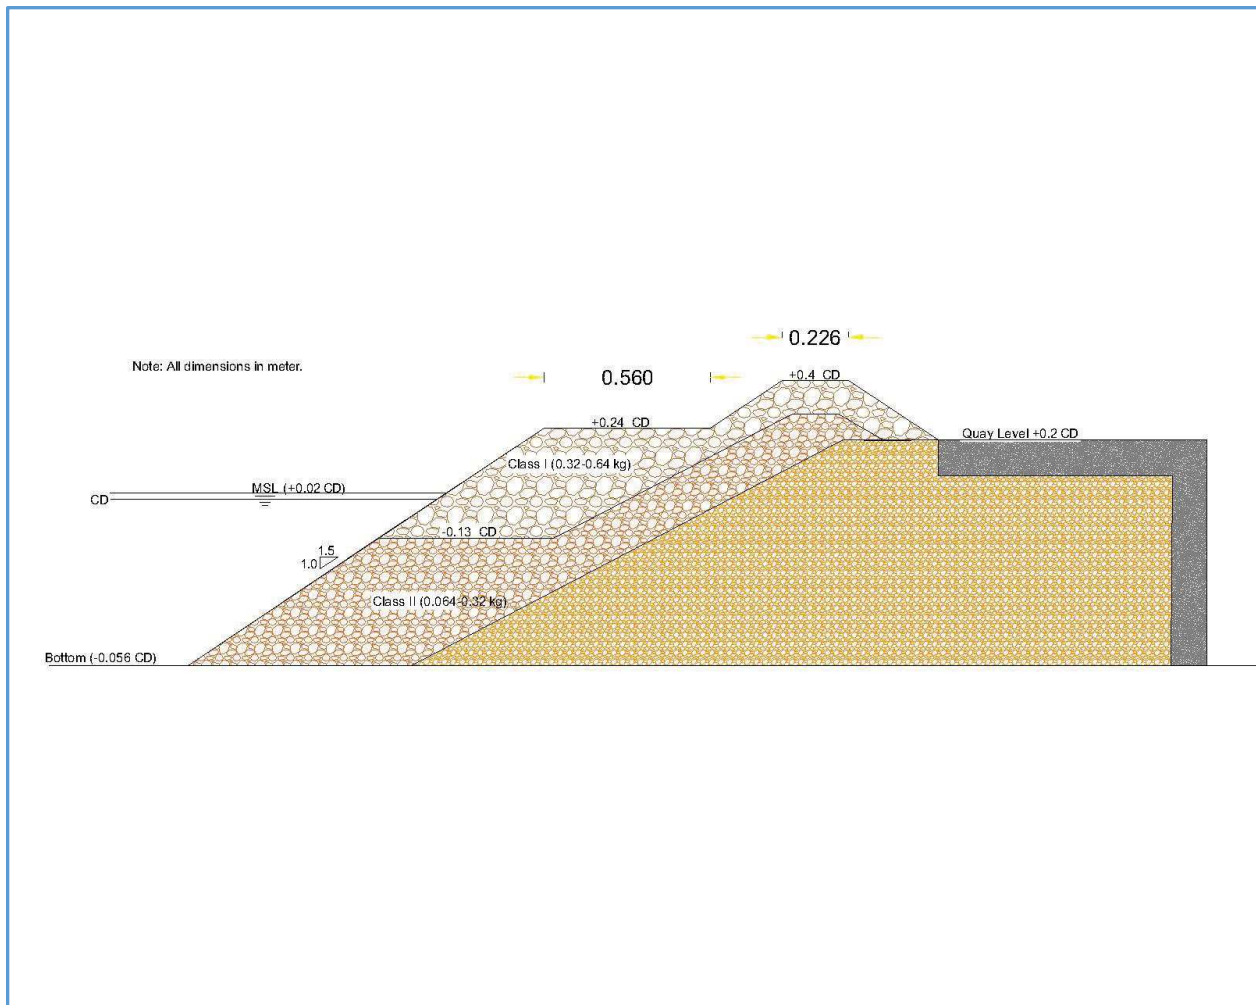 0.226
Note: All dimensions in meter.
0.560
+0.4 CD
+0.24 CD
Quay Level +0.2 CD
Class I (0.32-0.64 kg)
MSL (+0.02 CD)
CD
-0.13 CD
1.5
1.0
Class II (0.064-0.32 kg)
Bottom (-0.056 CD)